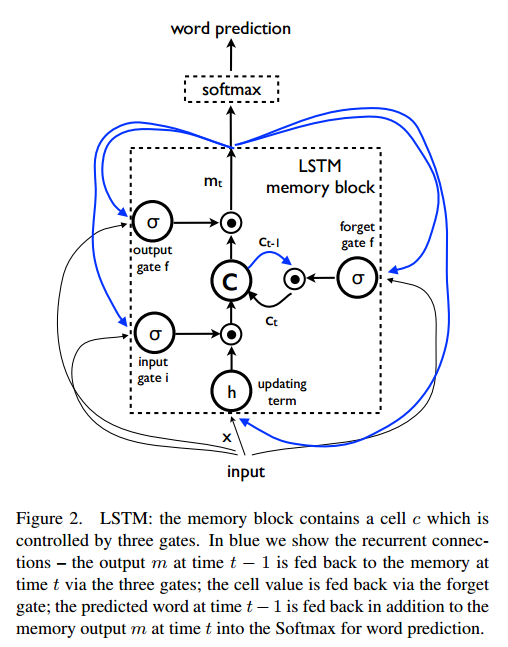 word prediction
softmax
LSTM
memory block
mt
σ
output
gate f
forget
gate f
σ
ct-1
C
ct
σ
input
gate i
h
updating
term
x
input
Figure 2. LSTM: the memory block contains a cell c which is
controlled by three gates. In blue we show the recurrent connec-
tions – the output m at time t − 1 is fed back to the memory at
time t via the three gates; the cell value is fed back via the forget
gate; the predicted word at time t − 1 is fed back in addition to the
memory output m at time t into the Softmax for word prediction.